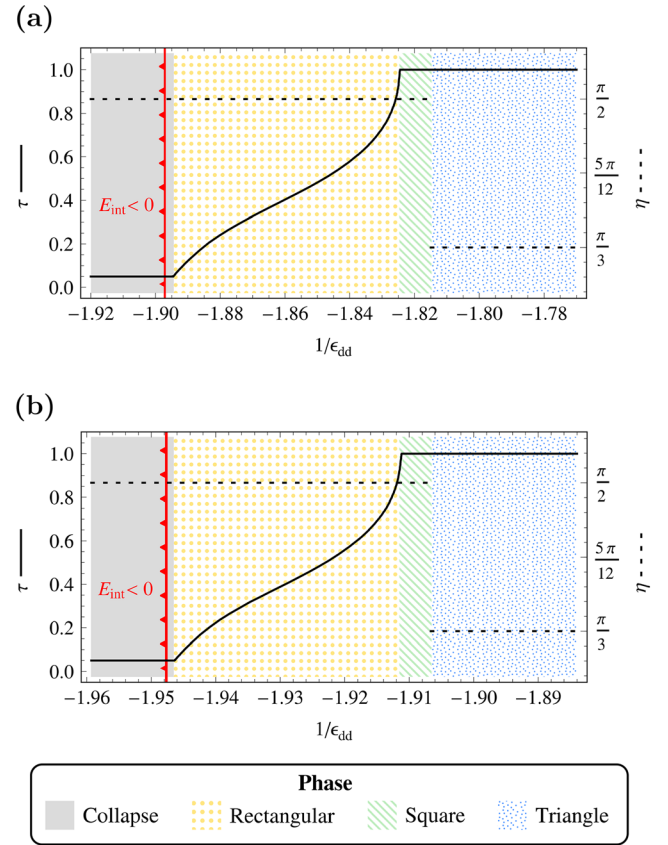 (a)
1.0
0.8
0.6
0.4
0.2
0.0
τ
E_int < 0
π/2
5π/12
π/3
η
−1.92 −1.90 −1.88 −1.86 −1.84 −1.82 −1.80 −1.78
1/ϵ_dd
(b)
1.0
0.8
0.6
0.4
0.2
0.0
τ
E_int < 0
π/2
5π/12
π/3
η
−1.96 −1.95 −1.94 −1.93 −1.92 −1.91 −1.90 −1.89
1/ϵ_dd
Phase
Collapse Rectangular Square Triangle